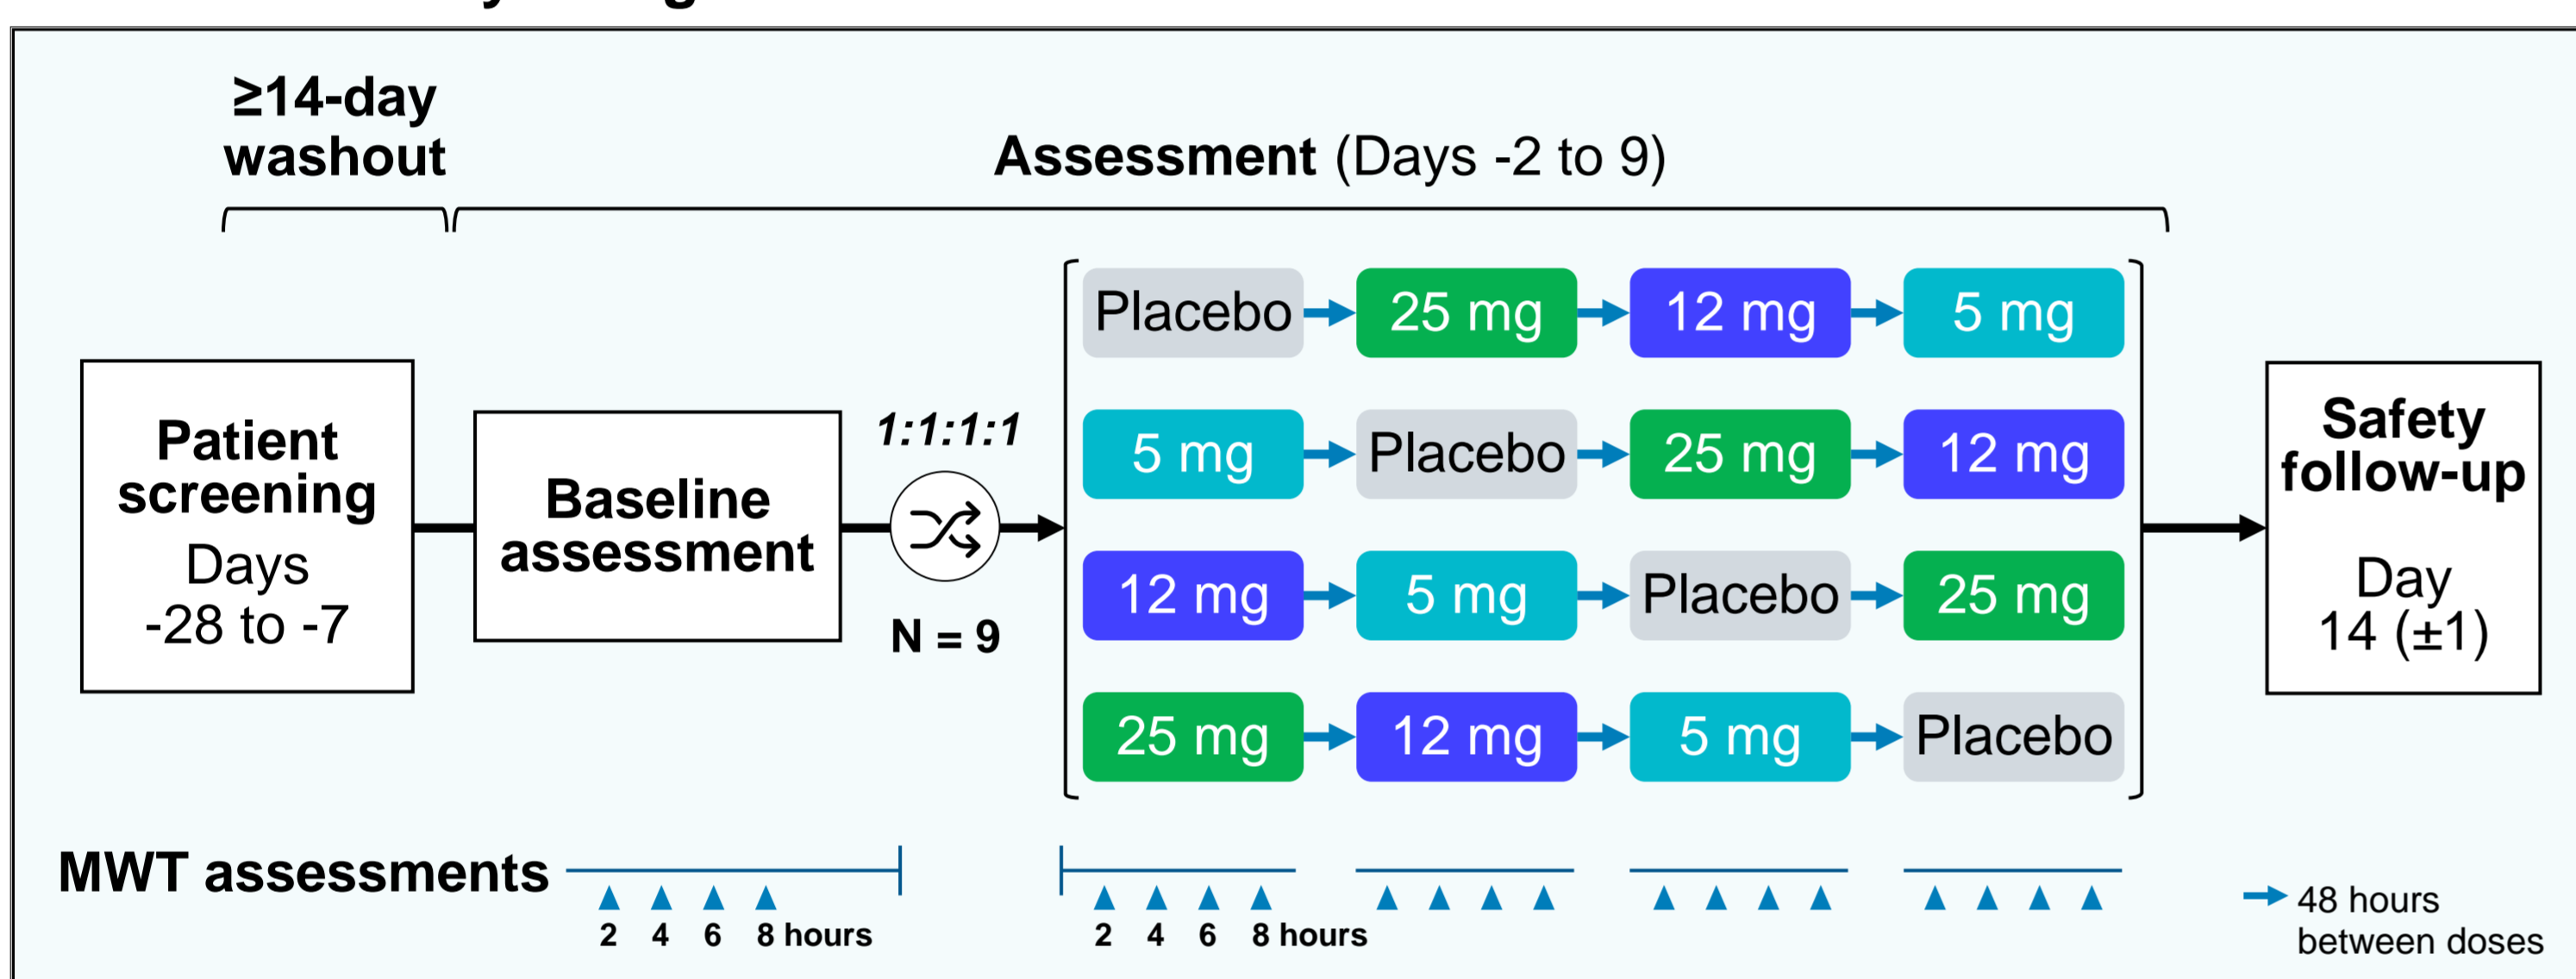 ≥14-day
washout
Assessment (Days -2 to 9)
Patient
screening
Days
-28 to -7
Baseline
assessment
1:1:1:1
N = 9
Placebo 25 mg 12 mg 5 mg
5 mg Placebo 25 mg 12 mg
12 mg 5 mg Placebo 25 mg
25 mg 12 mg 5 mg Placebo
Safety
follow-up
Day
14 (±1)
MWT assessments
2 4 6 8 hours
2 4 6 8 hours
48 hours
between doses